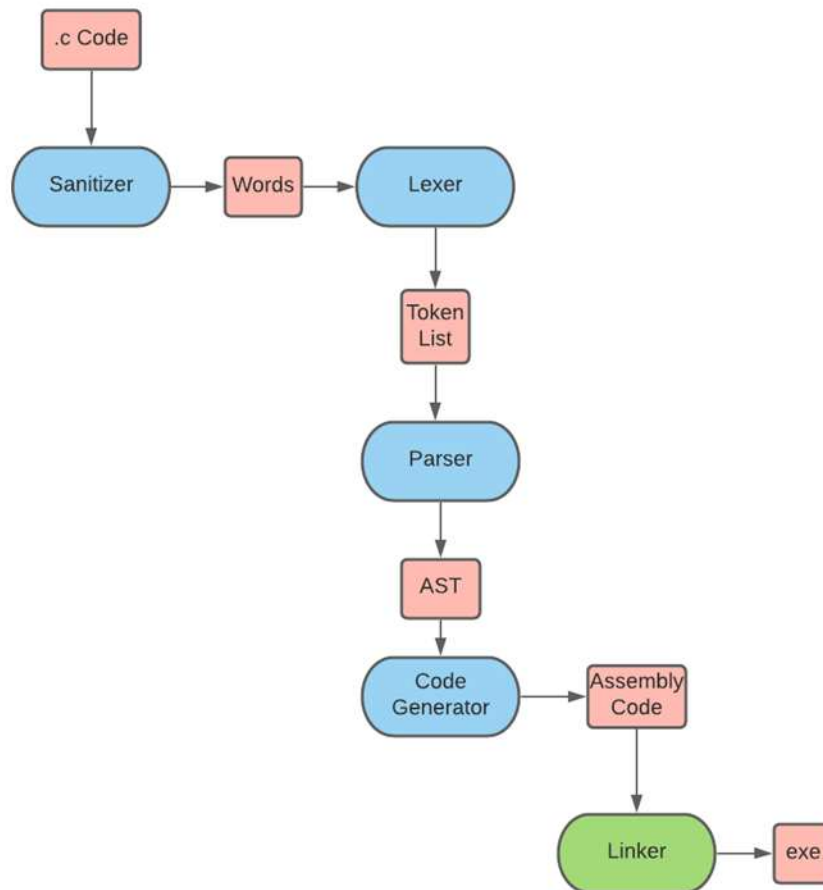 .c Code
Sanitizer
Words
Lexer
Token
List
Parser
AST
Code
Generator
Assembly
Code
Linker
exe